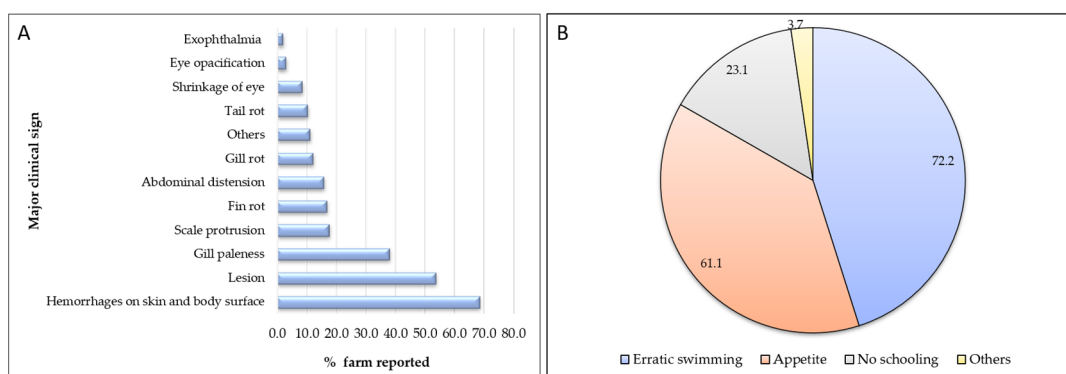 A
Major clinical sign
Exophthalmia
Eye opacification
Shrinkage of eye
Tail rot
Others
Gill rot
Abdominal distension
Fin rot
Scale protrusion
Gill paleness
Lesion
Hemorrhages on skin and body surface
0.0 10.0 20.0 30.0 40.0 50.0 60.0 70.0 80.0
% farm reported
B
3.7
23.1
72.2
61.1
Erratic swimming Appetite No schooling Others